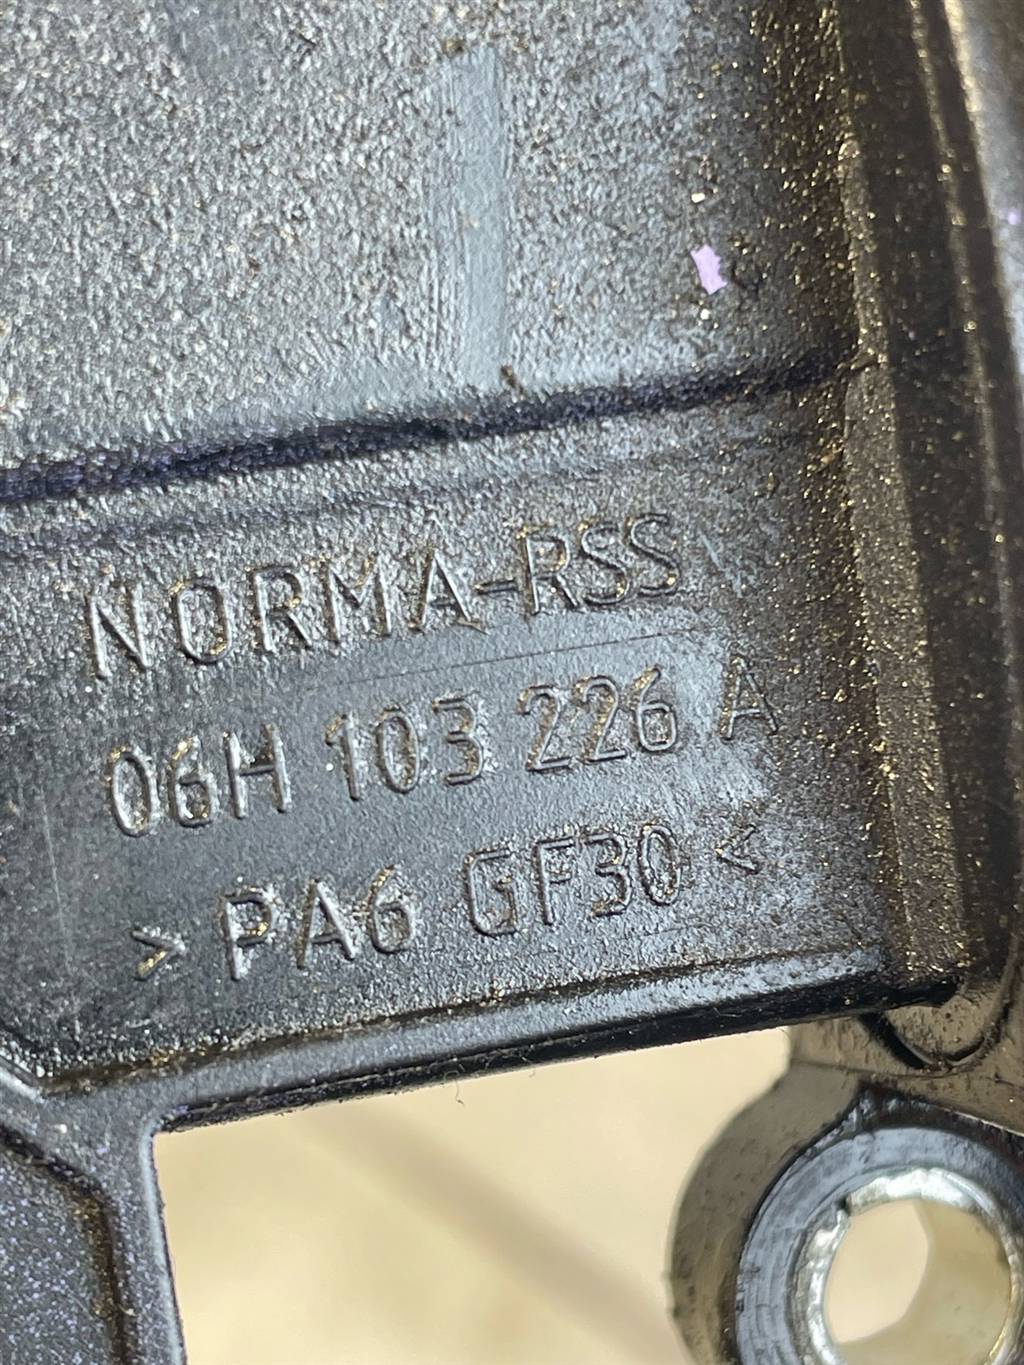 NORMA-RSS
06H 103 226 A
> PA6 GF30 <